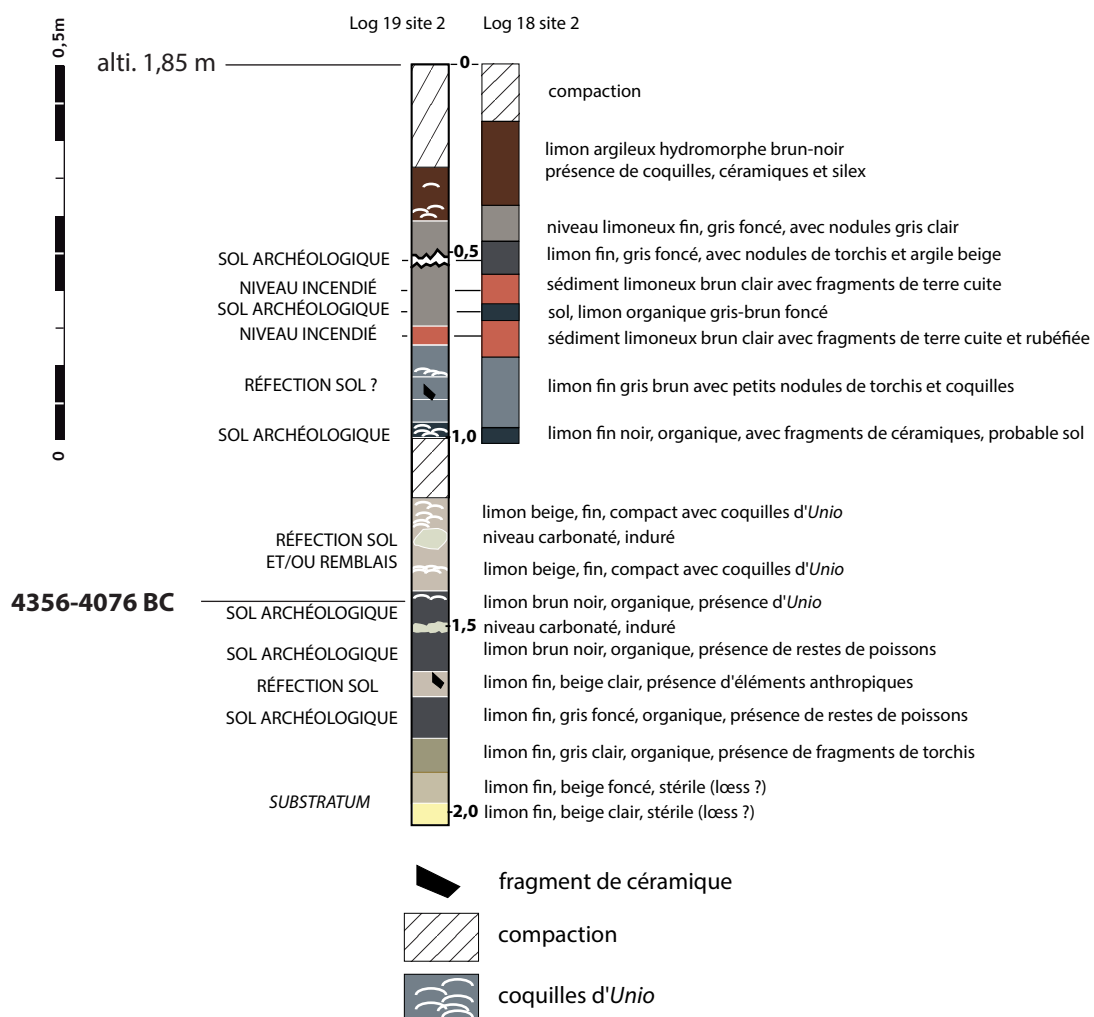 Log 19 site 2
Log 18 site 2
0,5m
alti. 1,85 m
0
compaction
limon argileux hydromorphe brun-noir
présence de coquilles, céramiques et silex
niveau limoneux fin, gris foncé, avec nodules gris clair
-0,5
SOL ARCHÉOLOGIQUE
limon fin, gris foncé, avec nodules de torchis et argile beige
NIVEAU INCENDIÉ
sédiment limoneux brun clair avec fragments de terre cuite
SOL ARCHÉOLOGIQUE
sol, limon organique gris-brun foncé
NIVEAU INCENDIÉ
sédiment limoneux brun clair avec fragments de terre cuite et rubéfiée
RÉFECTION SOL ?
limon fin gris brun avec petits nodules de torchis et coquilles
SOL ARCHÉOLOGIQUE
-1,0
limon fin noir, organique, avec fragments de céramiques, probable sol
0
limon beige, fin, compact avec coquilles d'Unio
RÉFECTION SOL
ET/OU REMBLAIS
niveau carbonaté, induré
limon beige, fin, compact avec coquilles d'Unio
4356-4076 BC
SOL ARCHÉOLOGIQUE
limon brun noir, organique, présence d'Unio
-1,5
niveau carbonaté, induré
SOL ARCHÉOLOGIQUE
limon brun noir, organique, présence de restes de poissons
RÉFECTION SOL
limon fin, beige clair, présence d'éléments anthropiques
SOL ARCHÉOLOGIQUE
limon fin, gris foncé, organique, présence de restes de poissons
limon fin, gris clair, organique, présence de fragments de torchis
limon fin, beige foncé, stérile (lœss ?)
SUBSTRATUM
-2,0
limon fin, beige clair, stérile (lœss ?)
fragment de céramique
compaction
coquilles d'Unio